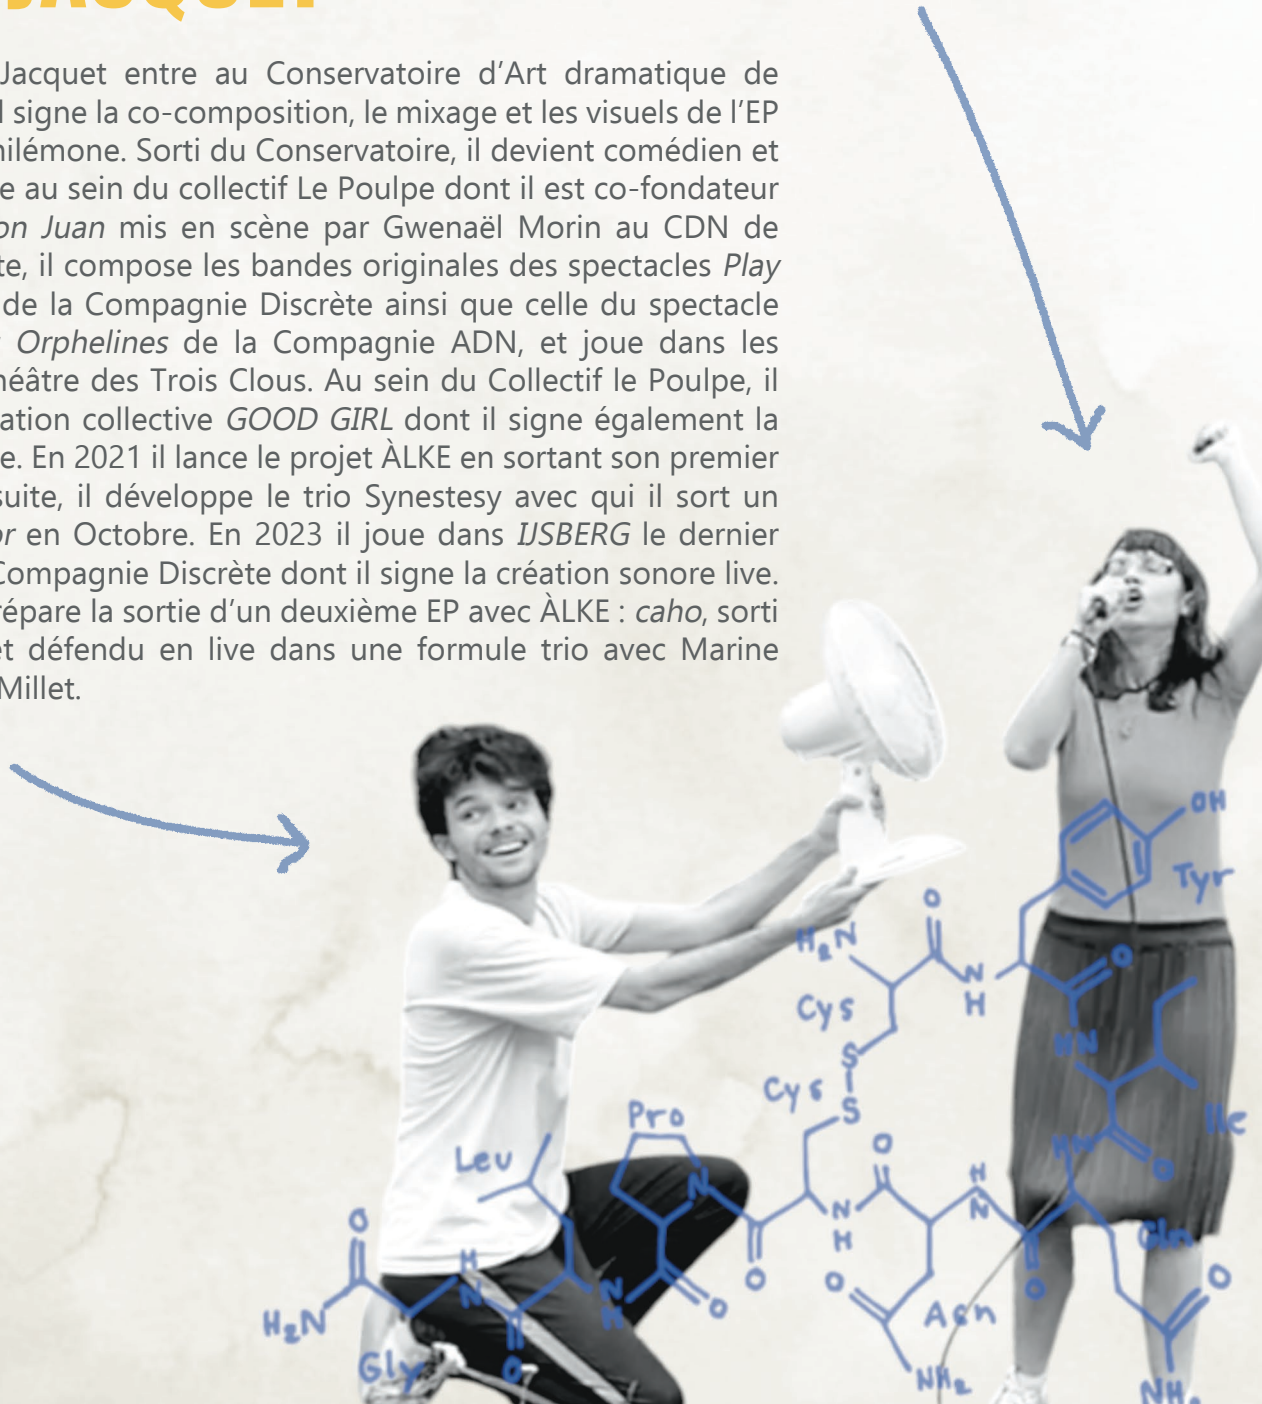 JACQUET
Jacquet entre au Conservatoire d’Art dramatique de
l signe la co-composition, le mixage et les visuels de l’EP
hilémone. Sorti du Conservatoire, il devient comédien et
e au sein du collectif Le Poulpe dont il est co-fondateur
on Juan mis en scène par Gwenaël Morin au CDN de
te, il compose les bandes originales des spectacles Play
de la Compagnie Discrète ainsi que celle du spectacle
Orphelines de la Compagnie ADN, et joue dans les
héâtre des Trois Clous. Au sein du Collectif le Poulpe, il
ation collective GOOD GIRL dont il signe également la
e. En 2021 il lance le projet ÀLKE en sortant son premier
suite, il développe le trio Synestesy avec qui il sort un
or en Octobre. En 2023 il joue dans IJSBERG le dernier
Compagnie Discrète dont il signe la création sonore live.
répare la sortie d’un deuxième EP avec ÀLKE : caho, sorti
et défendu en live dans une formule trio avec Marine
Millet.
OH
Tyr
O
H₂N
N
H
O
Cys
S
HN
Cys
S
Ile
Pro
HN
O
Leu
O
H
N
N
N
H
Gln
O
O
H
N
O
O
O
O
N
H
O
H₂N
Asn
Gly
O
NH₂
NH₂